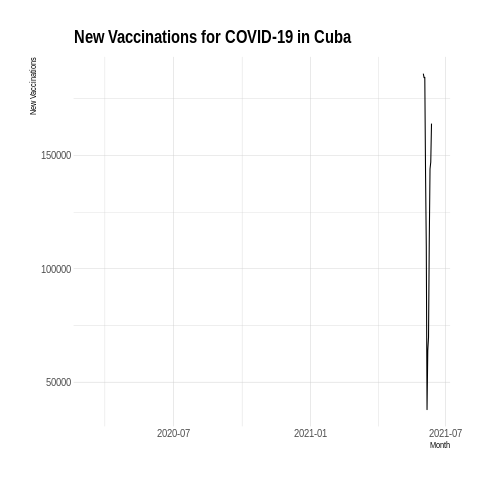 New Vaccinations for COVID-19 in Cuba
New Vaccinations
150000
100000
50000
2020-07
2021-01
2021-07
Month